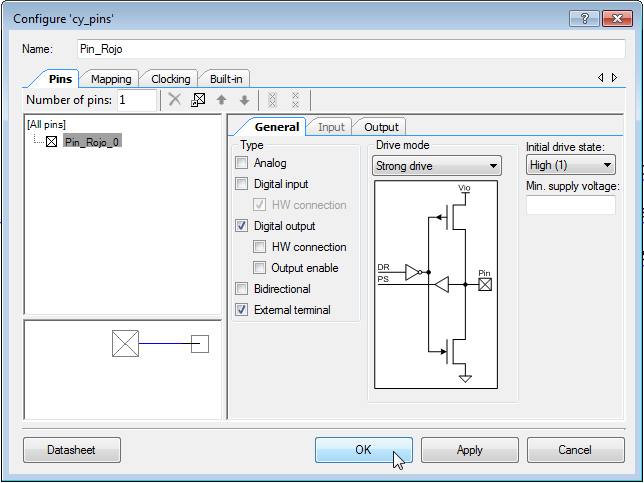 Configure 'cy_pins'
Name: Pin_Rojo
Pins Mapping Clocking Built-in
Number of pins: 1
[All pins]
Pin_Rojo_0
General Input Output
Type
Analog
Digital input
HW connection
Digital output
HW connection
Output enable
Bidirectional
External terminal
Drive mode
Strong drive
Vio
DR
PS
Pin
Initial drive state:
High (1)
Min. supply voltage:
Datasheet OK Apply Cancel